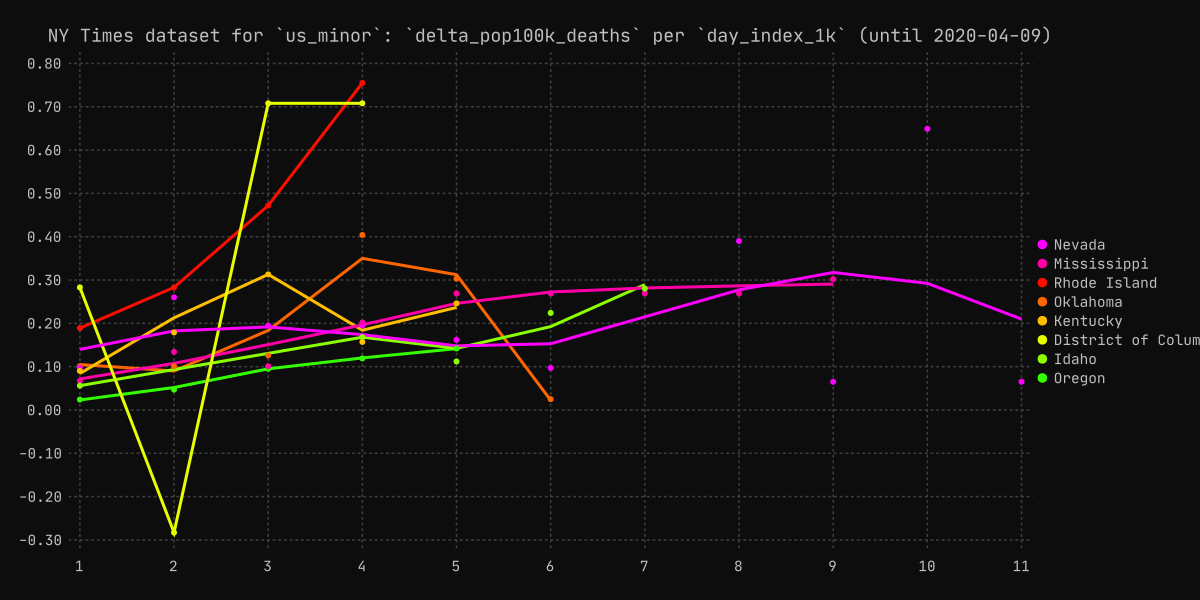 NY Times dataset for `us_minor`: `delta_pop100k_deaths` per `day_index_1k` (until 2020-04-09)
0.80
0.70
0.60
0.50
0.40
0.30
0.20
0.10
0.00
-0.10
-0.20
-0.30
1 2 3 4 5 6 7 8 9 10 11
Nevada
Mississippi
Rhode Island
Oklahoma
Kentucky
District of Colum
Idaho
Oregon